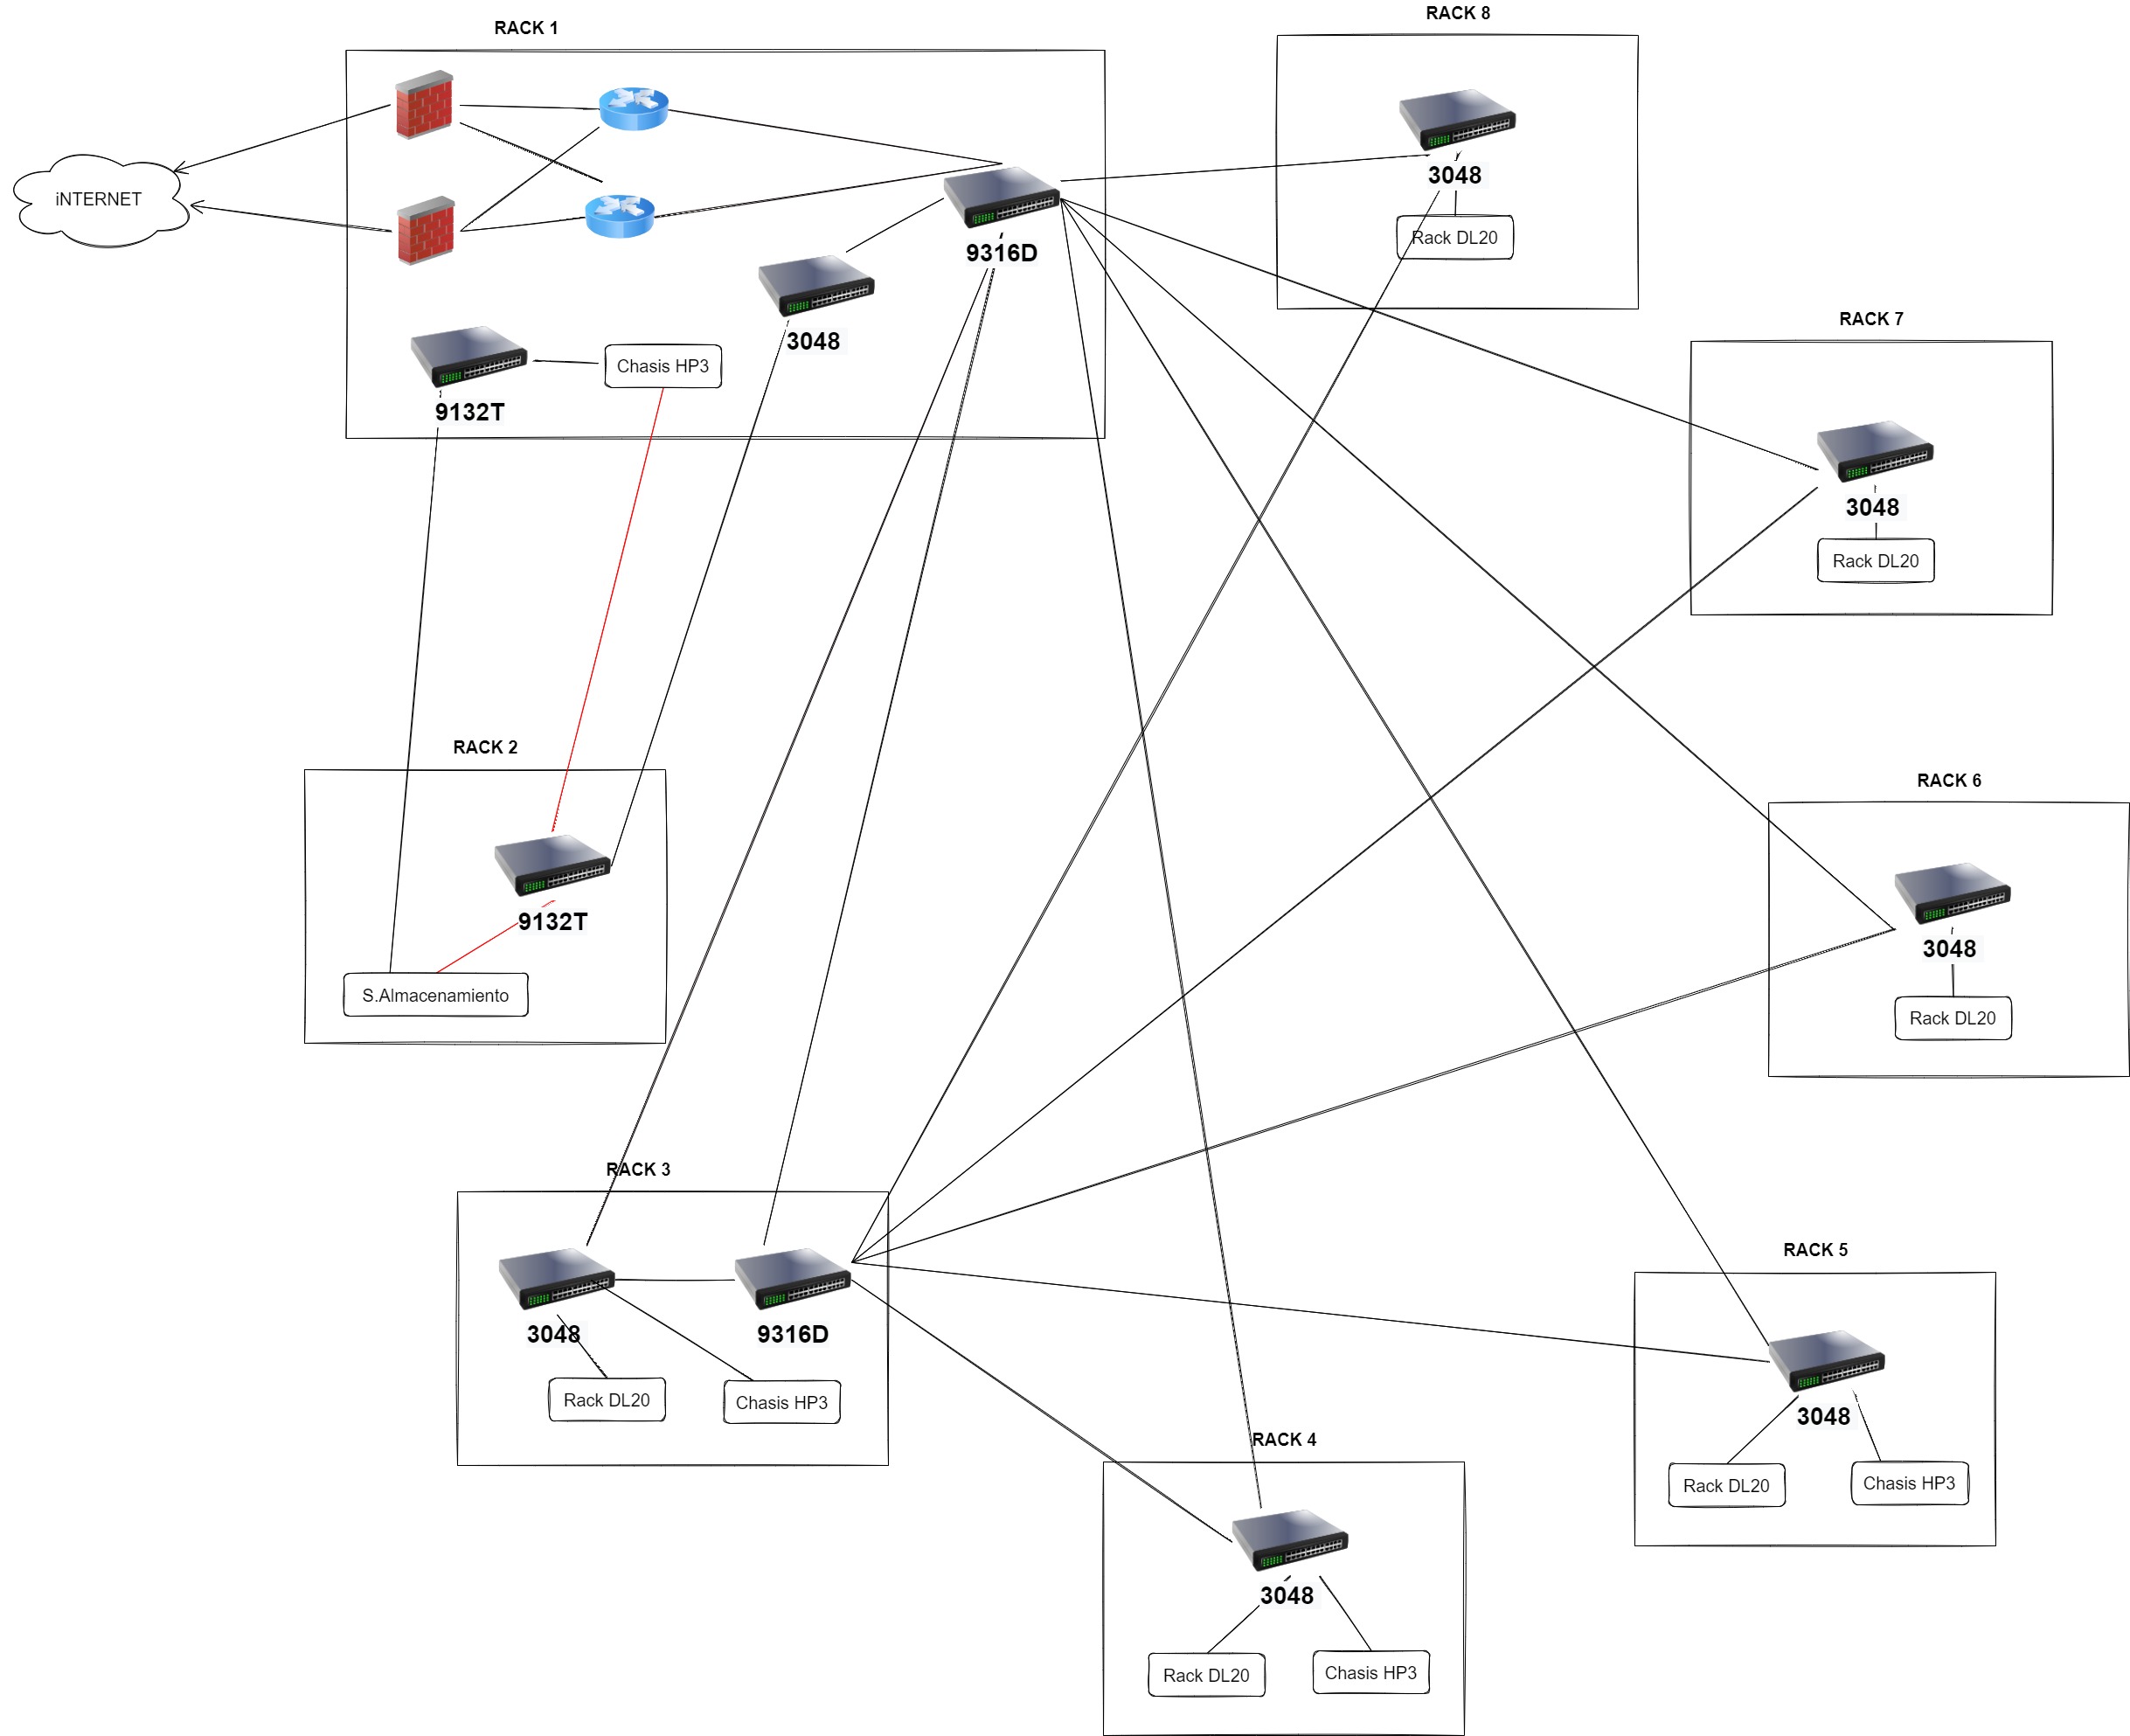 RACK 1
iNTERNET
9316D
3048
Chasis HP3
9132T
RACK 8
3048
Rack DL20
RACK 7
3048
Rack DL20
RACK 2
9132T
S.Almacenamiento
RACK 6
3048
Rack DL20
RACK 3
3048
9316D
Rack DL20
Chasis HP3
RACK 5
3048
Rack DL20
Chasis HP3
RACK 4
3048
Rack DL20
Chasis HP3